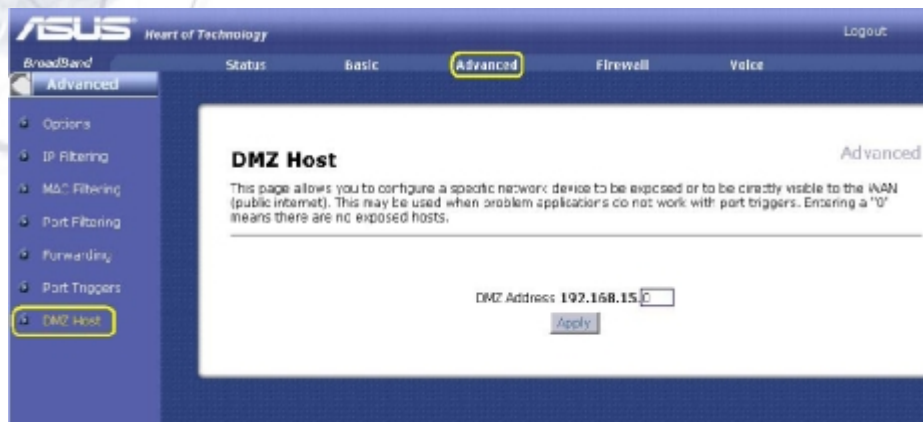 ASUS Heart of Technology
Logout
BroadBand
Status Basic Advanced Firewall Voice
Advanced
Options
IP Filtering
MAC Filtering
Port Filtering
Forwarding
Port Triggers
DMZ Host
DMZ Host
Advanced
This page allows you to configure a specific network device to be exposed or to be directly visible to the WAN
(public internet). This may be used when problem applications do not work with port triggers. Entering a "0"
means there are no exposed hosts.
DMZ Address 192.168.15.0
Apply